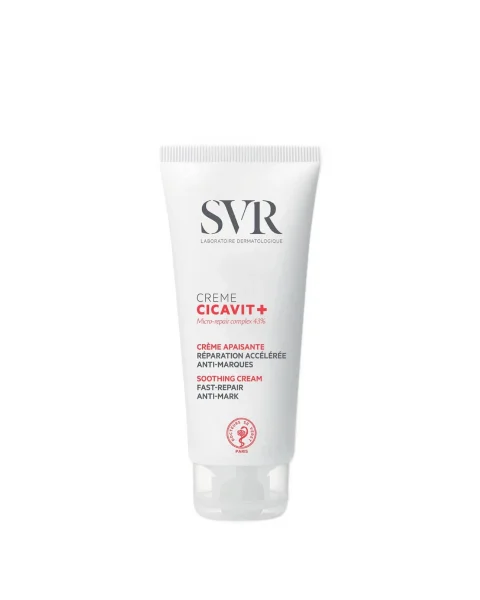 SVR
LABORATOIRE DERMATOLOGIQUE
CREME
CICAVIT+
Micro-repair complex 43%
CRÈME APAISANTE
RÉPARATION ACCÉLÉRÉE
ANTI-MARQUES
SOOTHING CREAM
FAST-REPAIR
ANTI-MARK
PARIS